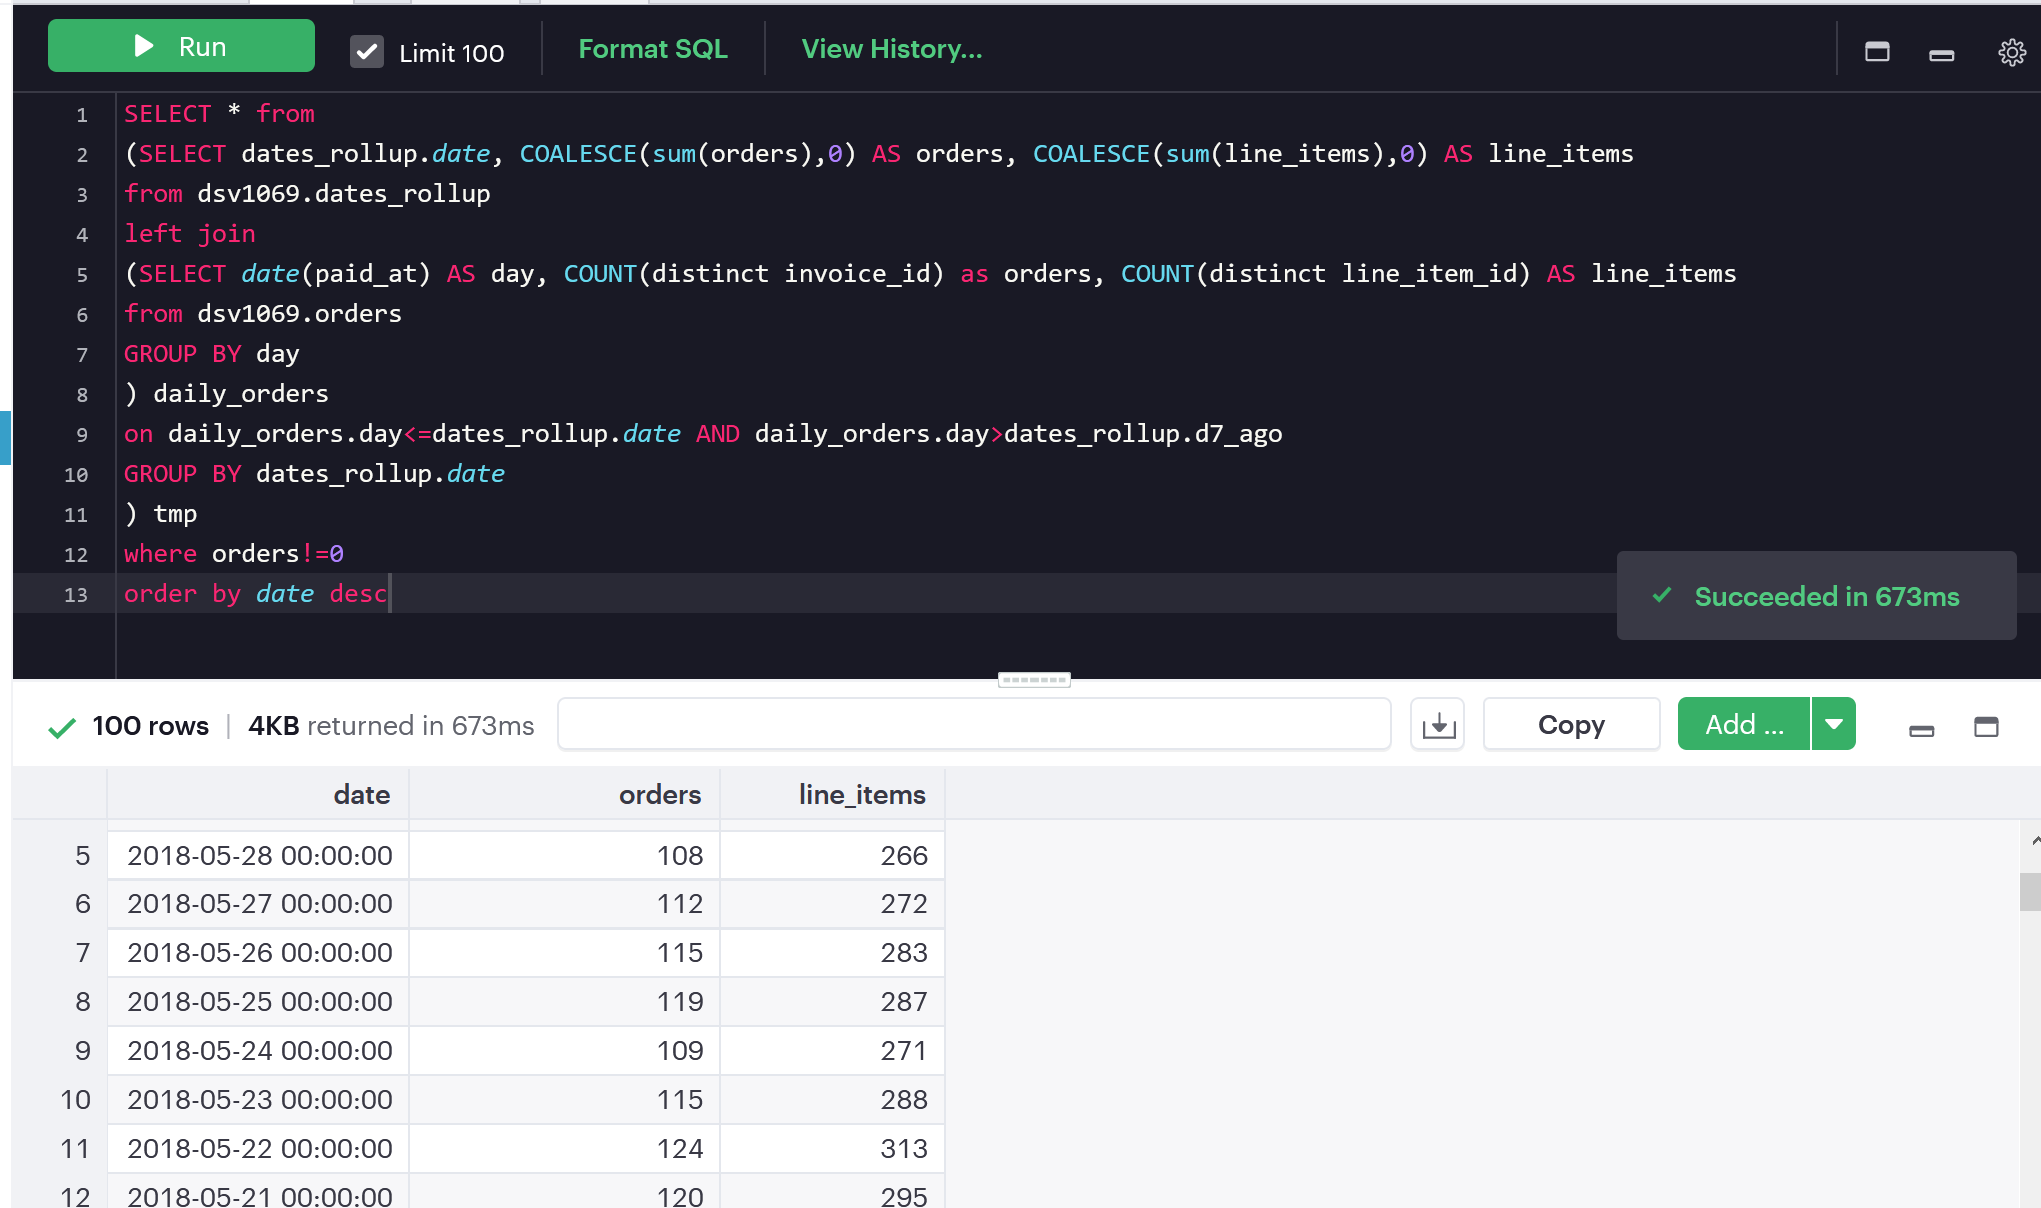 Run
Limit 100
Format SQL
View History...
1 SELECT * from
2 (SELECT dates_rollup.date, COALESCE(sum(orders),0) AS orders, COALESCE(sum(line_items),0) AS line_items
3 from dsv1069.dates_rollup
4 left join
5 (SELECT date(paid_at) AS day, COUNT(distinct invoice_id) as orders, COUNT(distinct line_item_id) AS line_items
6 from dsv1069.orders
7 GROUP BY day
8 ) daily_orders
9 on daily_orders.day<=dates_rollup.date AND daily_orders.day>dates_rollup.d7_ago
10 GROUP BY dates_rollup.date
11 ) tmp
12 where orders!=0
13 order by date desc
Succeeded in 673ms
100 rows | 4KB returned in 673ms
Copy
Add ...
date orders line_items
5 2018-05-28 00:00:00 108 266
6 2018-05-27 00:00:00 112 272
7 2018-05-26 00:00:00 115 283
8 2018-05-25 00:00:00 119 287
9 2018-05-24 00:00:00 109 271
10 2018-05-23 00:00:00 115 288
11 2018-05-22 00:00:00 124 313
12 2018-05-21 00:00:00 120 295